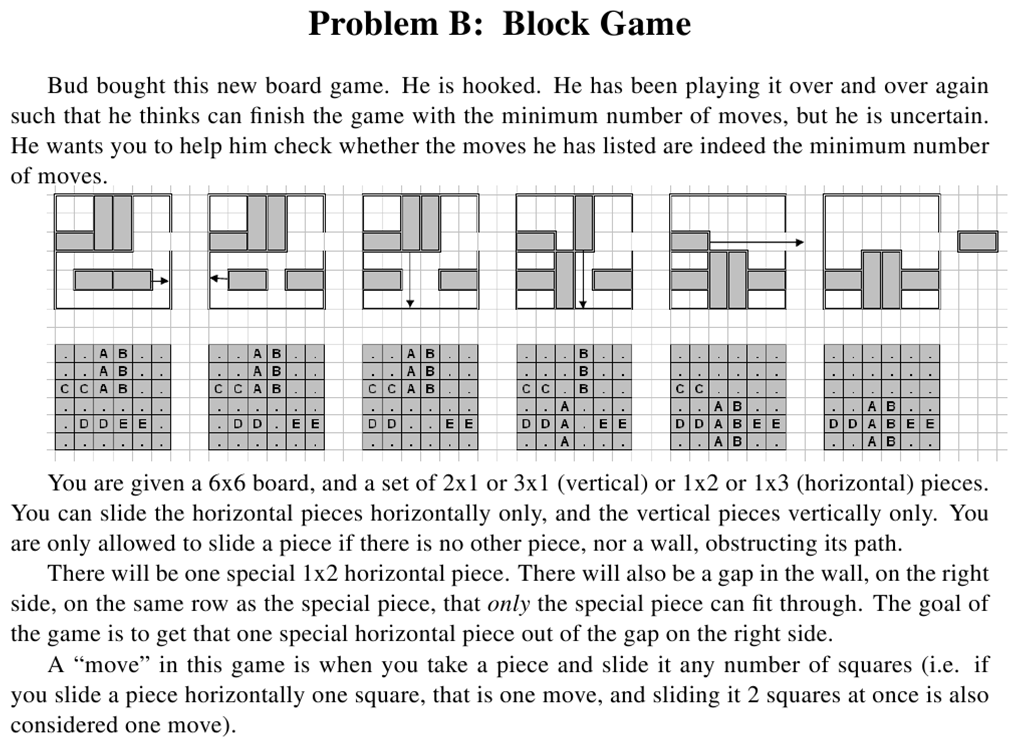 Problem B: Block Game
Bud bought this new board game. He is hooked. He has been playing it over and over again
such that he thinks can finish the game with the minimum number of moves, but he is uncertain.
He wants you to help him check whether the moves he has listed are indeed the minimum number
of moves.
. . A B . . . . A B . . . . A B . . . . . B . . . . . . . . . . . . . .
. . A B . . . . A B . . . . A B . . . . . B . . . . . . . . . . . . . .
C C A B . . C C A B . . C C A B . . C C . B . . C C . . . . . . . . . .
. . . . . . . . . . . . . . . . . . . . A . . . . . A B . . . . A B . .
. D D E E . . D D . E E D D . . E E D D A . E E D D A B E E D D A B E E
. . . . . . . . . . . . . . . . . . . . A . . . . . A B . . . . A B . .
You are given a 6x6 board, and a set of 2x1 or 3x1 (vertical) or 1x2 or 1x3 (horizontal) pieces.
You can slide the horizontal pieces horizontally only, and the vertical pieces vertically only. You
are only allowed to slide a piece if there is no other piece, nor a wall, obstructing its path.
There will be one special 1x2 horizontal piece. There will also be a gap in the wall, on the right
side, on the same row as the special piece, that only the special piece can fit through. The goal of
the game is to get that one special horizontal piece out of the gap on the right side.
A “move” in this game is when you take a piece and slide it any number of squares (i.e. if
you slide a piece horizontally one square, that is one move, and sliding it 2 squares at once is also
considered one move).